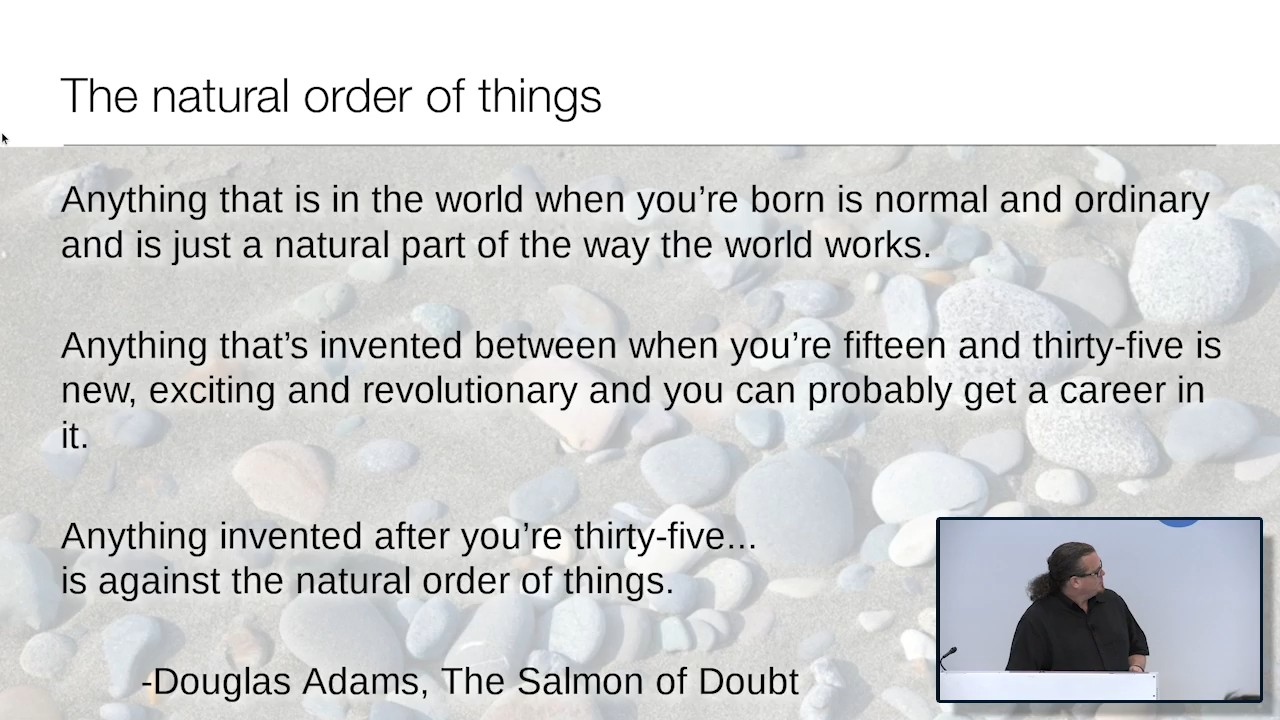 The natural order of things
Anything that is in the world when you’re born is normal and ordinary
and is just a natural part of the way the world works.
Anything that’s invented between when you’re fifteen and thirty-five is
new, exciting and revolutionary and you can probably get a career in
it.
Anything invented after you’re thirty-five...
is against the natural order of things.
-Douglas Adams, The Salmon of Doubt